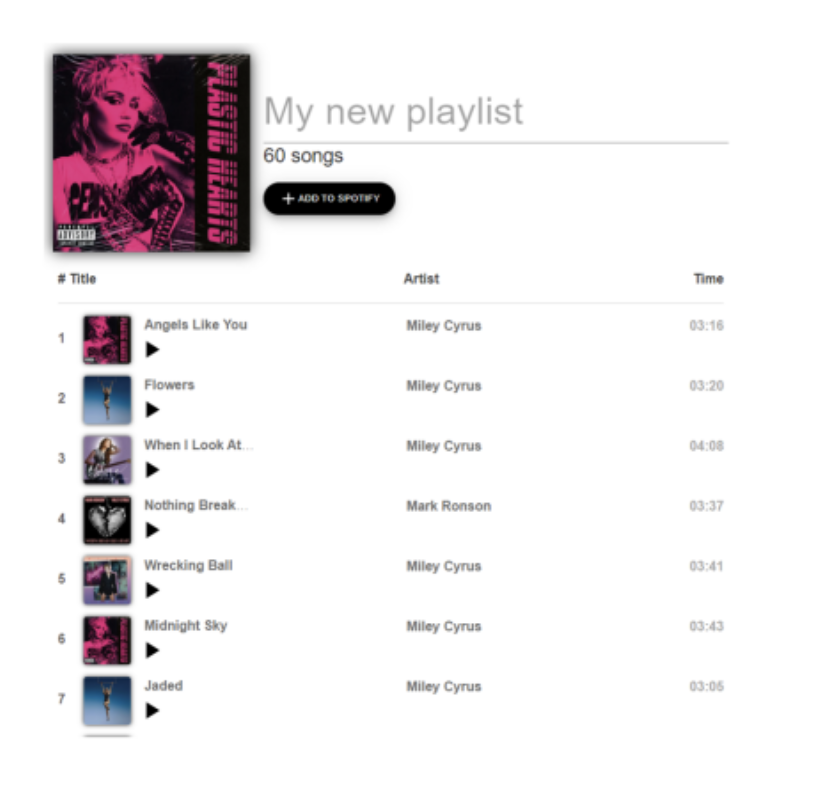 PLASTIC HEARTS
My new playlist
60 songs
+ ADD TO SPOTIFY
ADVISORY
# Title Artist Time
1 Angels Like You Miley Cyrus 03:16
2 Flowers Miley Cyrus 03:20
3 When I Look At... Miley Cyrus 04:08
4 Nothing Break... Mark Ronson 03:37
5 Wrecking Ball Miley Cyrus 03:41
6 Midnight Sky Miley Cyrus 03:43
7 Jaded Miley Cyrus 03:05